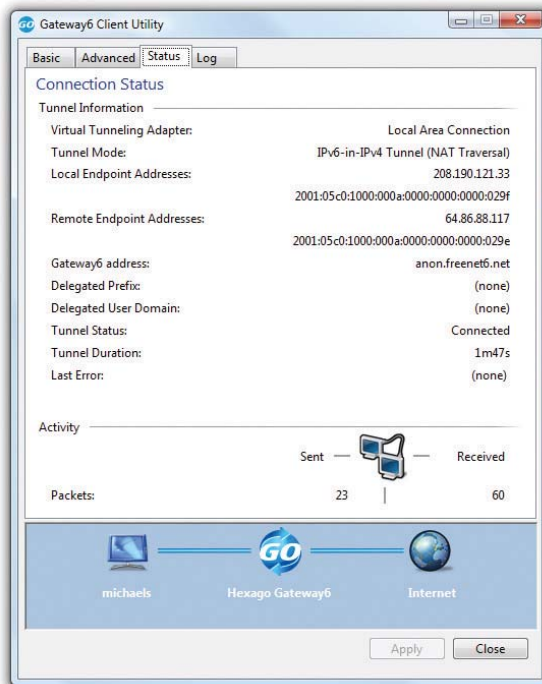 GO Gateway6 Client Utility
Basic Advanced Status Log
Connection Status
Tunnel Information
Virtual Tunneling Adapter: Local Area Connection
Tunnel Mode: IPv6-in-IPv4 Tunnel (NAT Traversal)
Local Endpoint Addresses: 208.190.121.33
2001:05c0:1000:000a:0000:0000:0000:029f
Remote Endpoint Addresses: 64.86.88.117
2001:05c0:1000:000a:0000:0000:0000:029e
Gateway6 address: anon.freenet6.net
Delegated Prefix: (none)
Delegated User Domain: (none)
Tunnel Status: Connected
Tunnel Duration: 1m47s
Last Error: (none)
Activity
Sent — — Received
Packets: 23 | 60
GO
michaels Hexago Gateway6 Internet
Apply Close